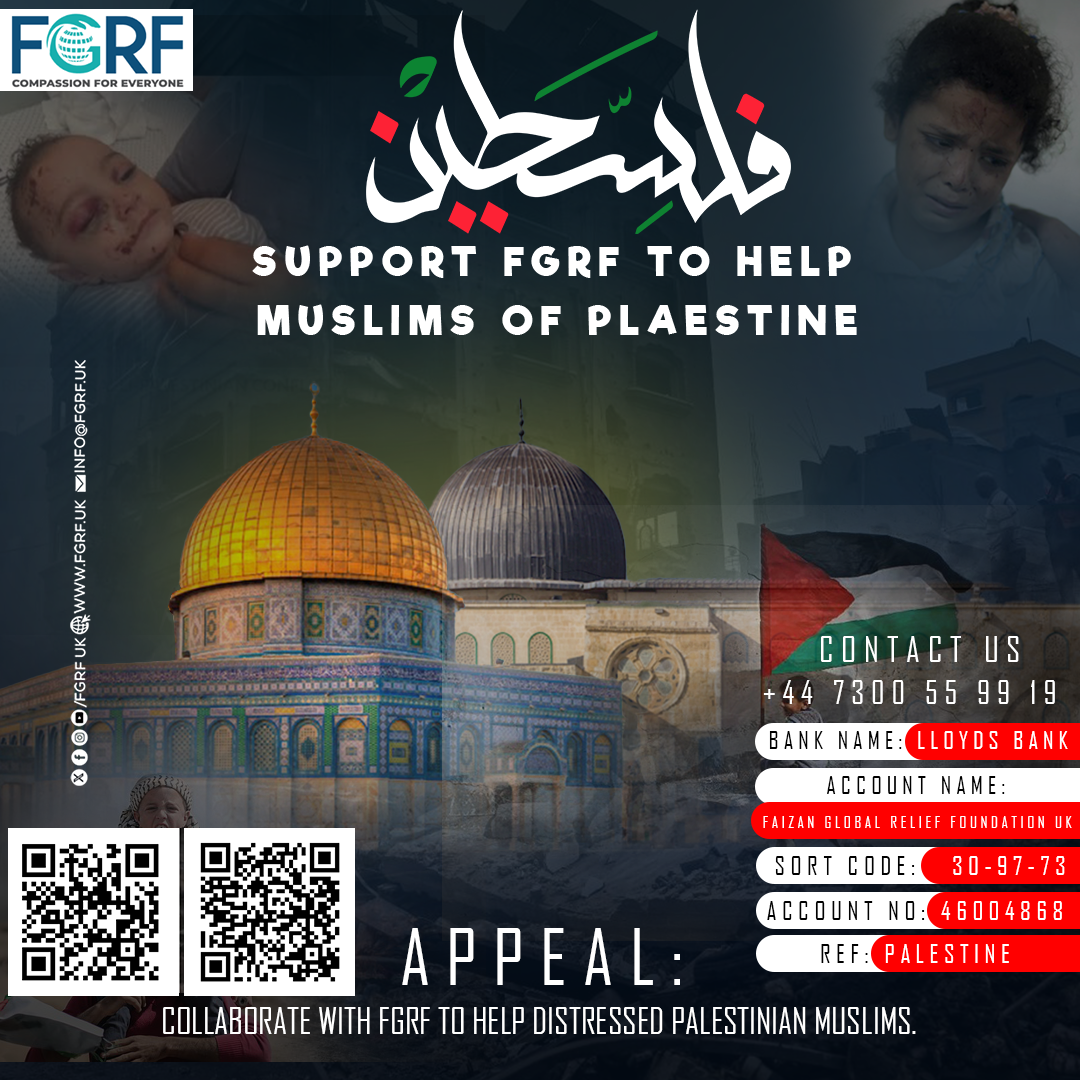 FGRF
COMPASSION FOR EVERYONE
فلسطین
SUPPORT FGRF TO HELP
MUSLIMS OF PLAESTINE
/FGRF UK WWW.FGRF.UK INFO@FGRF.UK
CONTACT US
+44 7300 55 99 19
BANK NAME: LLOYDS BANK
ACCOUNT NAME:
FAIZAN GLOBAL RELIEF FOUNDATION UK
SORT CODE: 30-97-73
ACCOUNT NO: 46004868
REF: PALESTINE
APPEAL:
COLLABORATE WITH FGRF TO HELP DISTRESSED PALESTINIAN MUSLIMS.